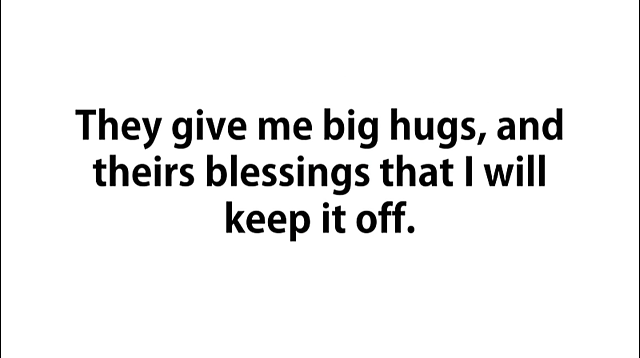 They give me big hugs, and
theirs blessings that I will
keep it off.